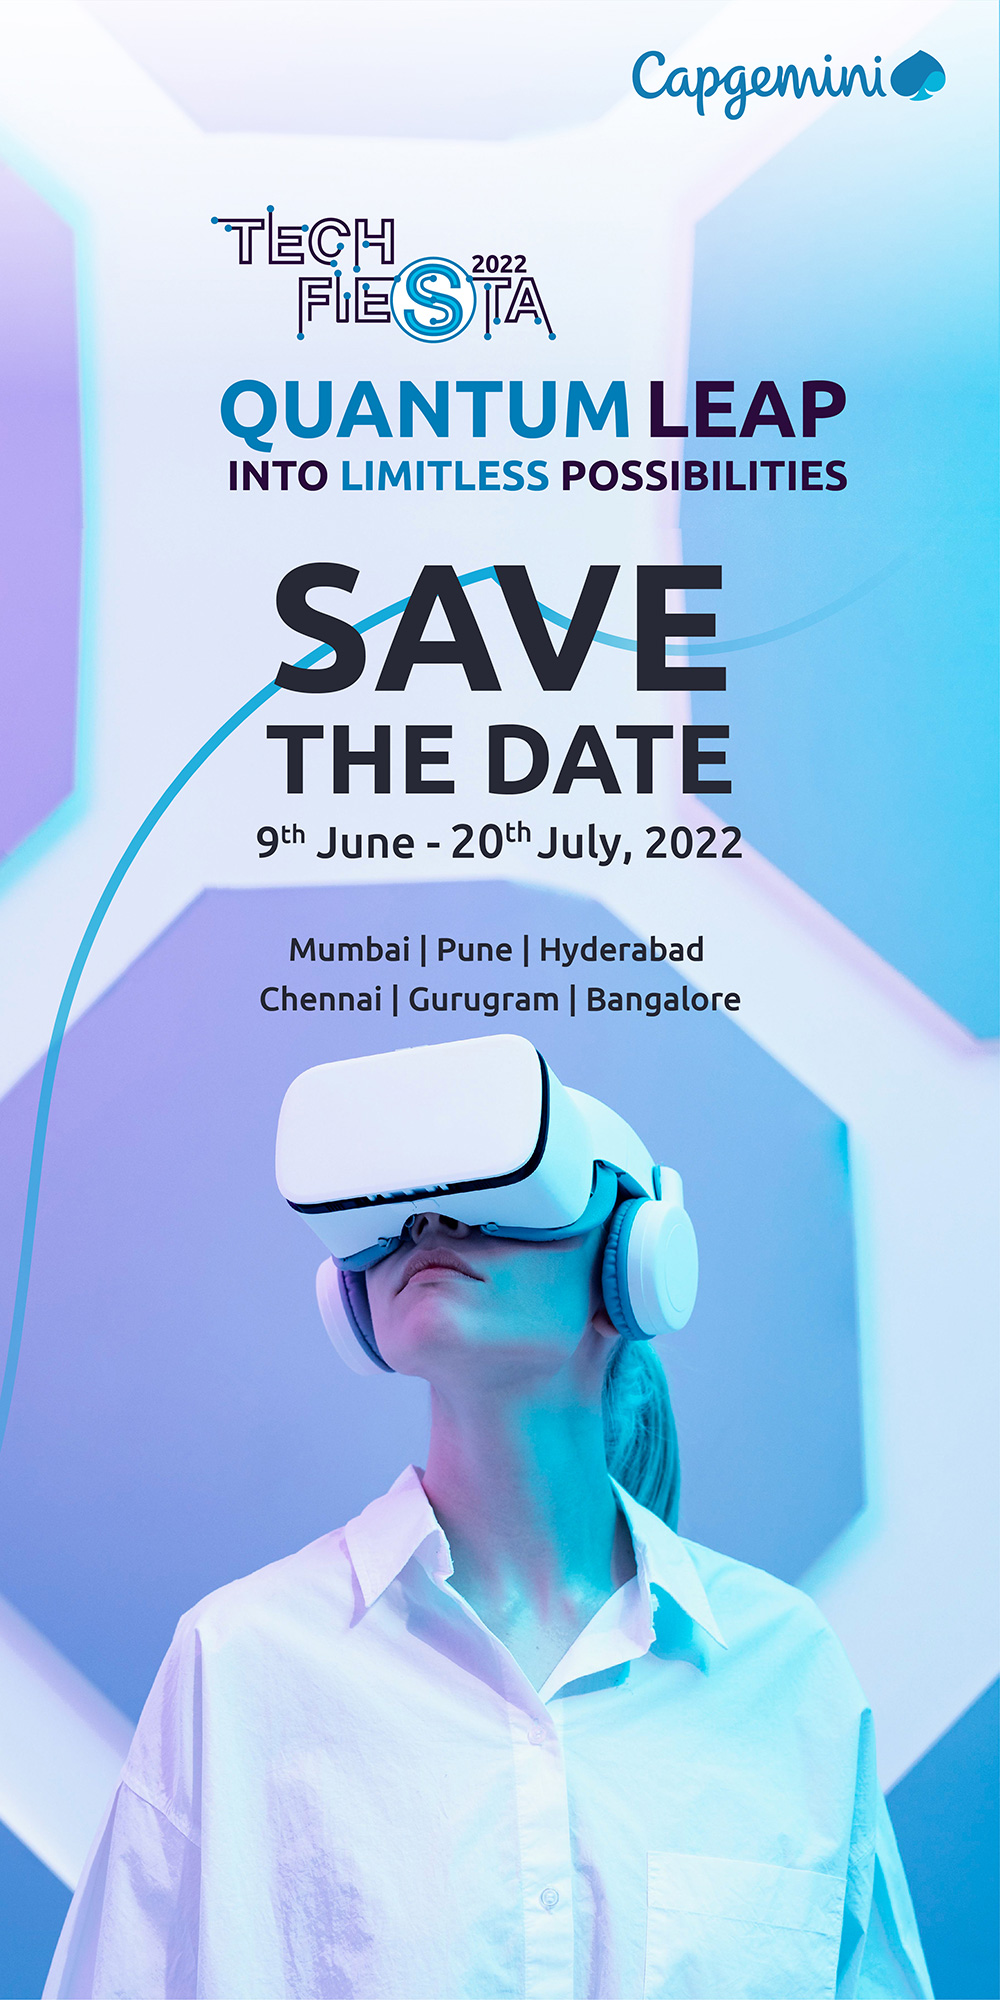 Capgemini
TECH
FIESTA 2022
QUANTUM LEAP
INTO LIMITLESS POSSIBILITIES
SAVE
THE DATE
9th June - 20th July, 2022
Mumbai | Pune | Hyderabad
Chennai | Gurugram | Bangalore